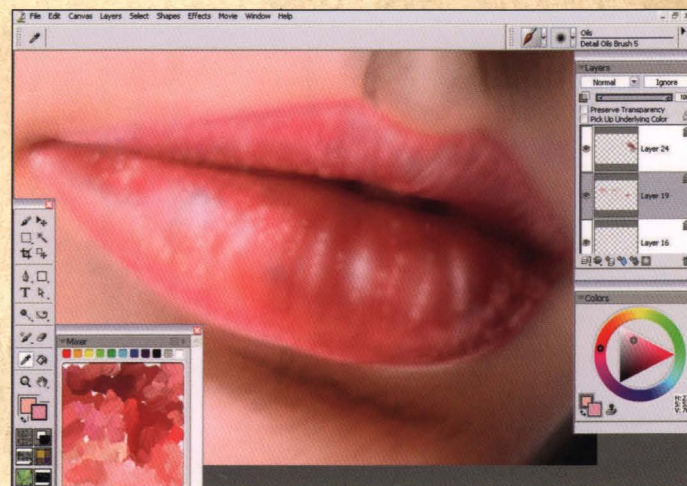 File Edit Canvas Layers Select Shapes Effects Movie Window Help
Oils
Detail Oils Brush 5
Layers
Normal Ignore
Preserve Transparency
Pick Up Underlying Color
Layer 24
Layer 19
Layer 16
Mixer
T
Colors